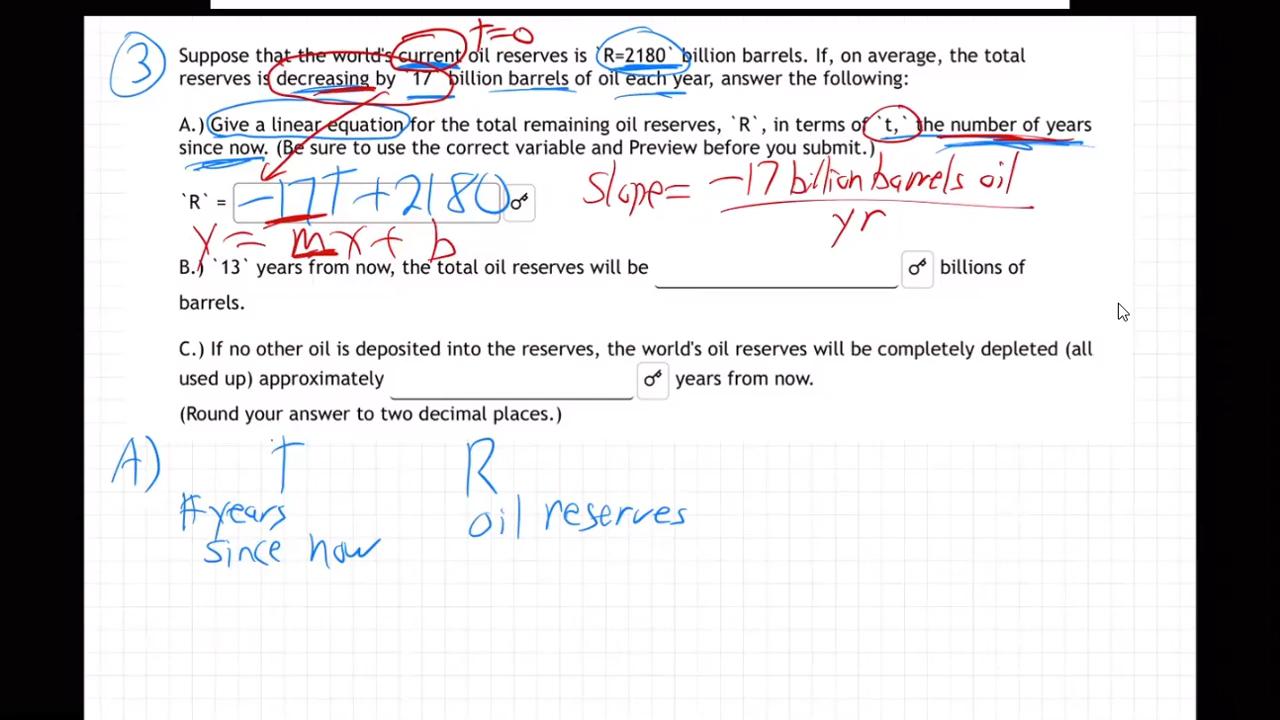 3
t=0
Suppose that the world's current oil reserves is `R=2180` billion barrels. If, on average, the total
reserves is decreasing by `17` billion barrels of oil each year, answer the following:
A.) Give a linear equation for the total remaining oil reserves, `R`, in terms of `t,` the number of years
since now. (Be sure to use the correct variable and Preview before you submit.)
`R` = -17t+2180
slope = -17 billion barrels oil
yr
y = mx + b
B.) `13` years from now, the total oil reserves will be billions of
barrels.
C.) If no other oil is deposited into the reserves, the world's oil reserves will be completely depleted (all
used up) approximately years from now.
(Round your answer to two decimal places.)
A) t R
# years oil reserves
since now